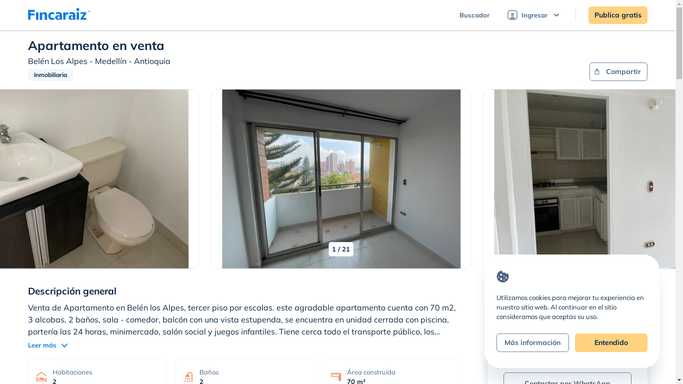 Fincaraiz
Buscador
Ingresar
Publica gratis
Apartamento en venta
Belén Los Alpes - Medellín - Antioquia
Inmobiliaria
Compartir
1 / 21
Descripción general
Venta de Apartamento en Belén los Alpes, tercer piso por escalas. este agradable apartamento cuenta con 70 m2,
3 alcobas, 2 baños, sala - comedor, balcón con una vista estupenda, se encuentra en unidad cerrada con piscina,
portería las 24 horas, minimercado, salón social y juegos infantiles. Tiene cerca todo el transporte público, los...
Leer más
Habitaciones
2
Baños
2
Área construida
70 m²
Utilizamos cookies para mejorar tu experiencia en
nuestro sitio web. Al continuar en el sitio
consideramos que aceptas su uso.
Más información
Entendido
Contactar por WhatsApp